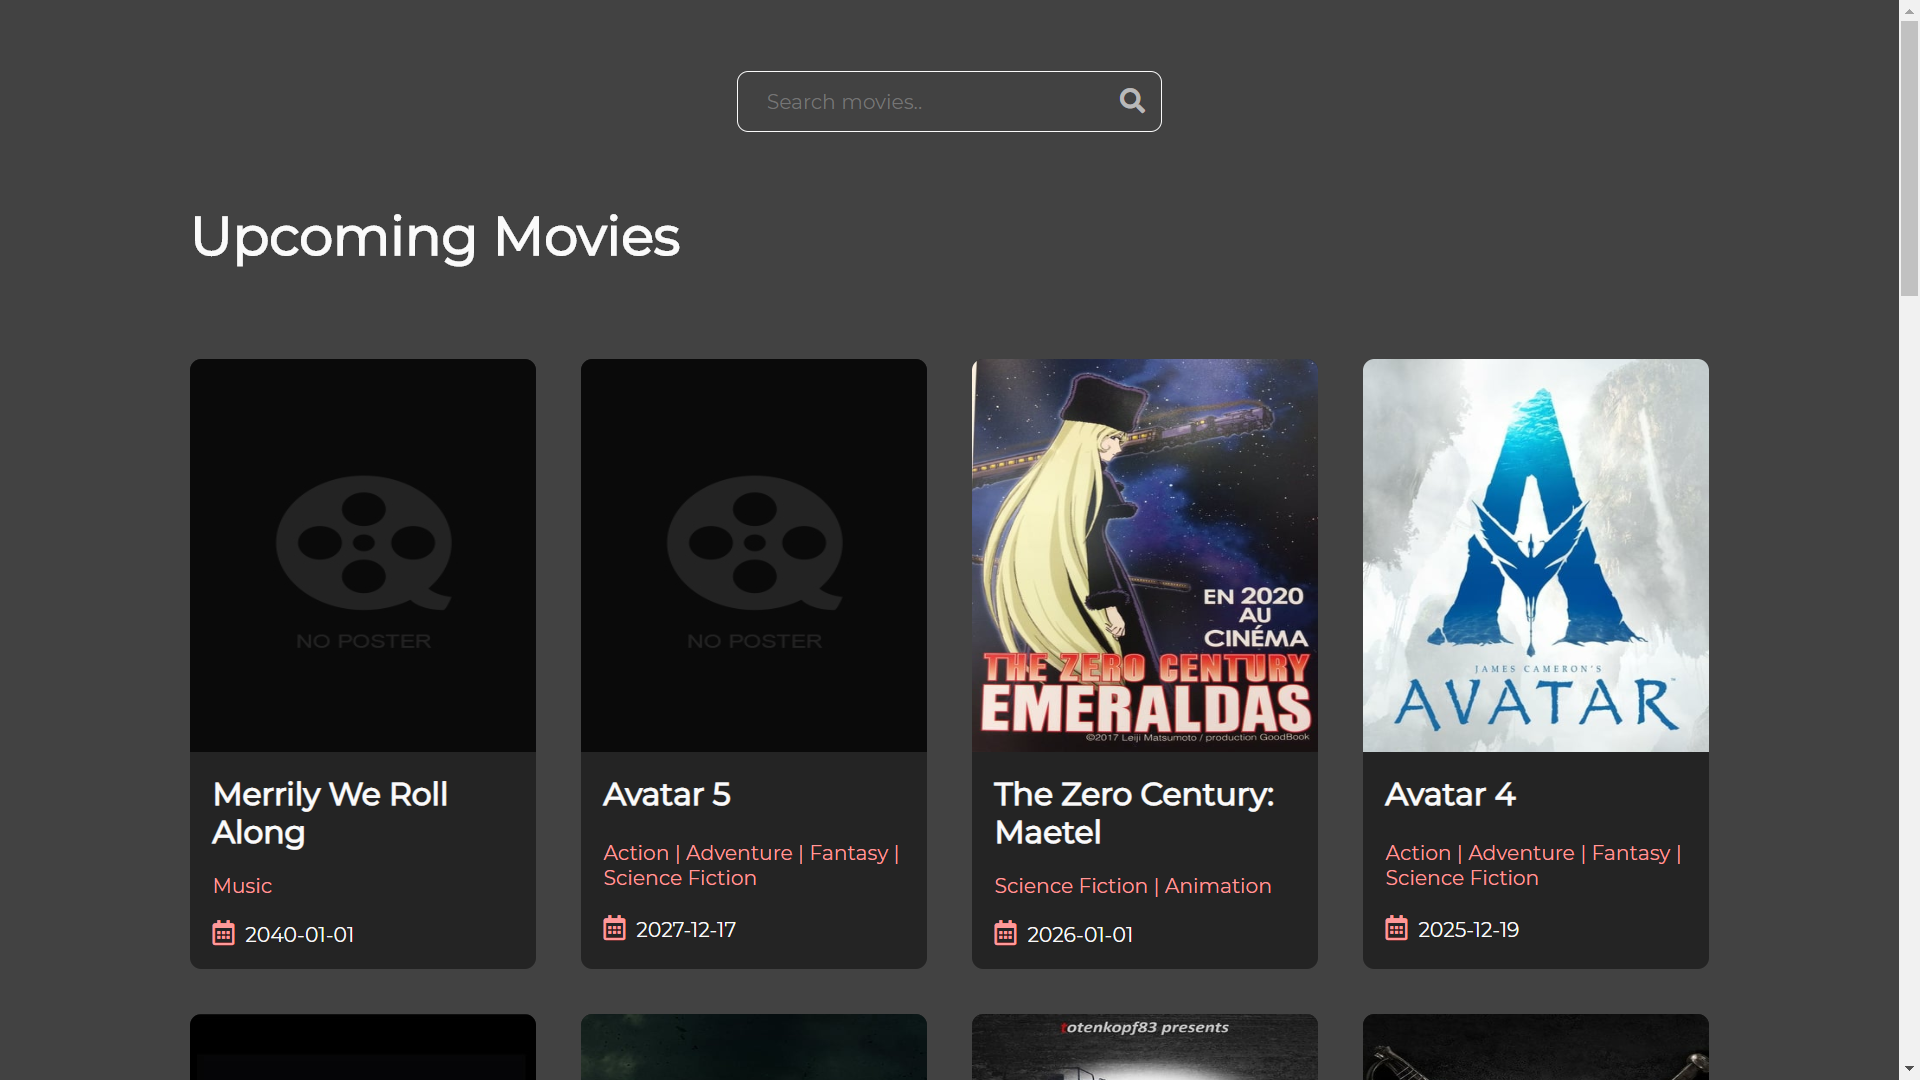 Search movies..
Upcoming Movies
NO POSTER
Merrily We Roll
Along
Music
2040-01-01
NO POSTER
Avatar 5
Action | Adventure | Fantasy |
Science Fiction
2027-12-17
EN 2020
AU
CINÉMA
THE ZERO CENTURY
EMERALDAS
©2017 Leiji Matsumoto / production GoodBook
The Zero Century:
Maetel
Science Fiction | Animation
2026-01-01
JAMES CAMERON'S
AVATAR™
Avatar 4
Action | Adventure | Fantasy |
Science Fiction
2025-12-19
totenkopf83 presents